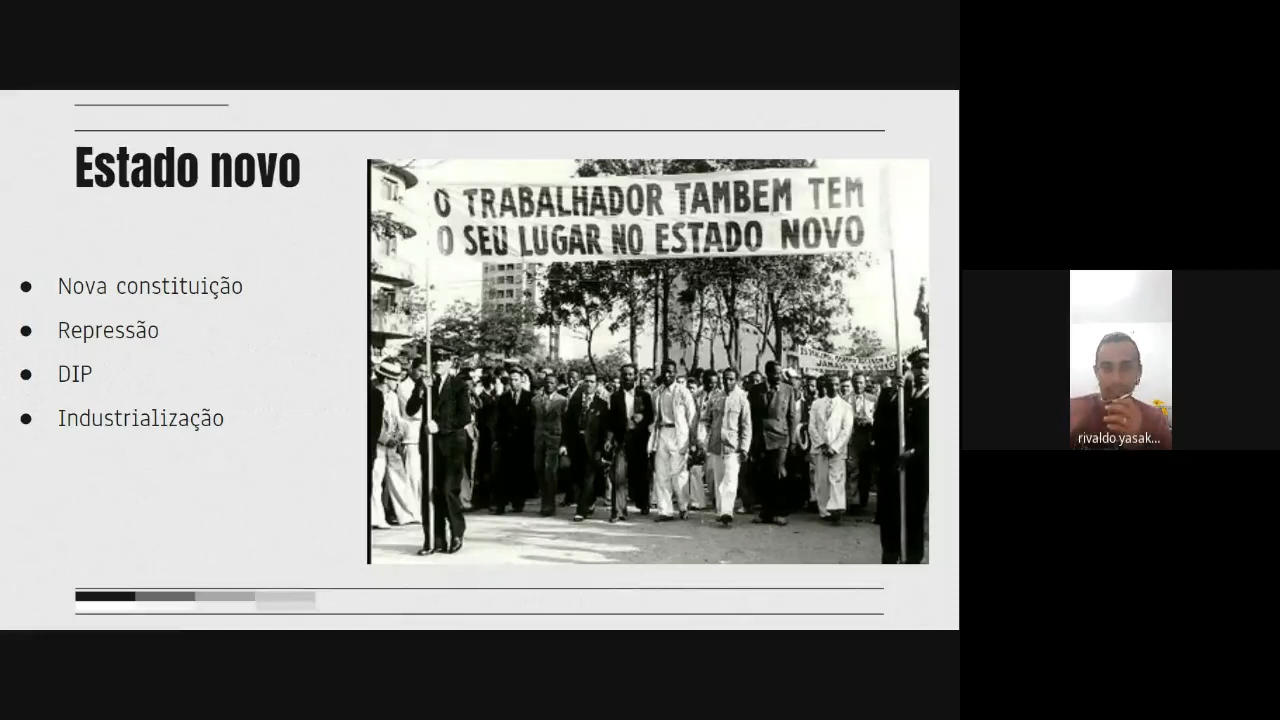 Estado novo
Nova constituição
Repressão
DIP
Industrialização
O TRABALHADOR TAMBEM TEM
O SEU LUGAR NO ESTADO NOVO
rivaldo yasak...